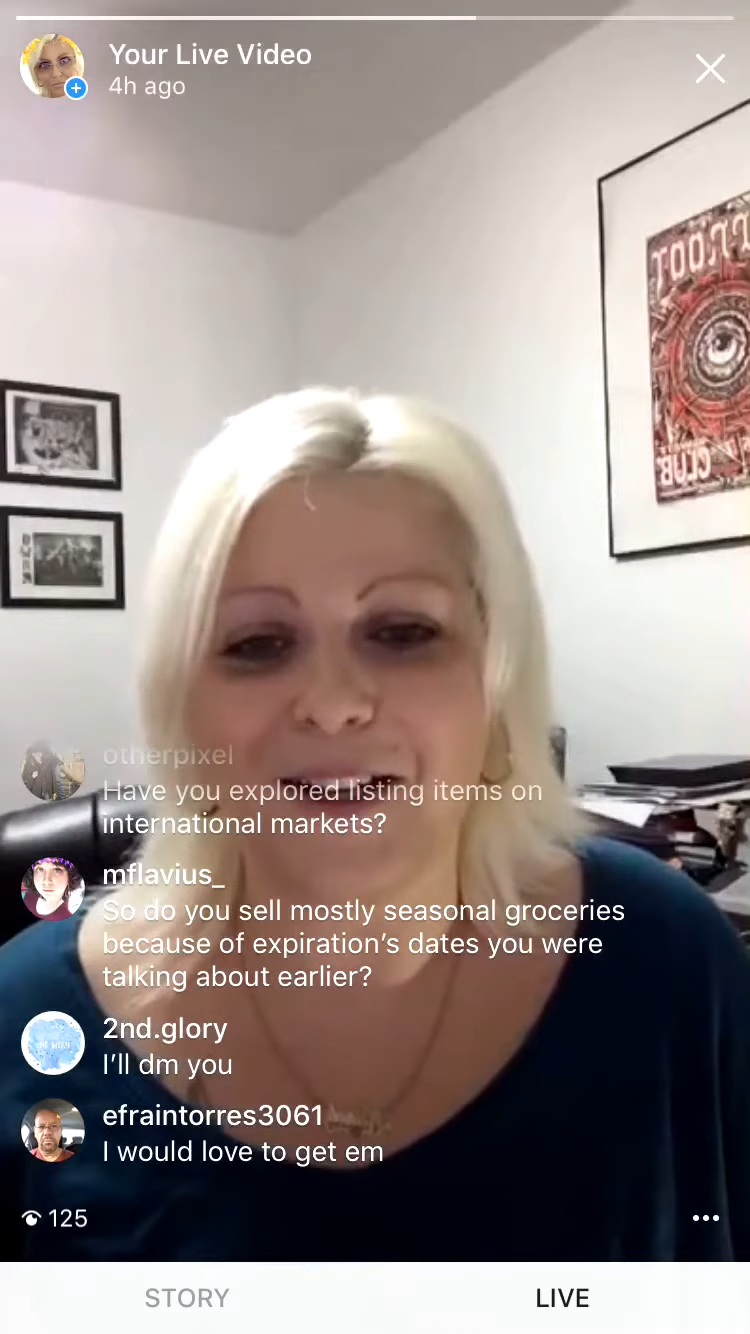 Your Live Video
4h ago
otherpixel
Have you explored listing items on
international markets?
mflavius_
So do you sell mostly seasonal groceries
because of expiration's dates you were
talking about earlier?
2nd.glory
I'll dm you
efraintorres3061
I would love to get em
125
STORY
LIVE
CLUB